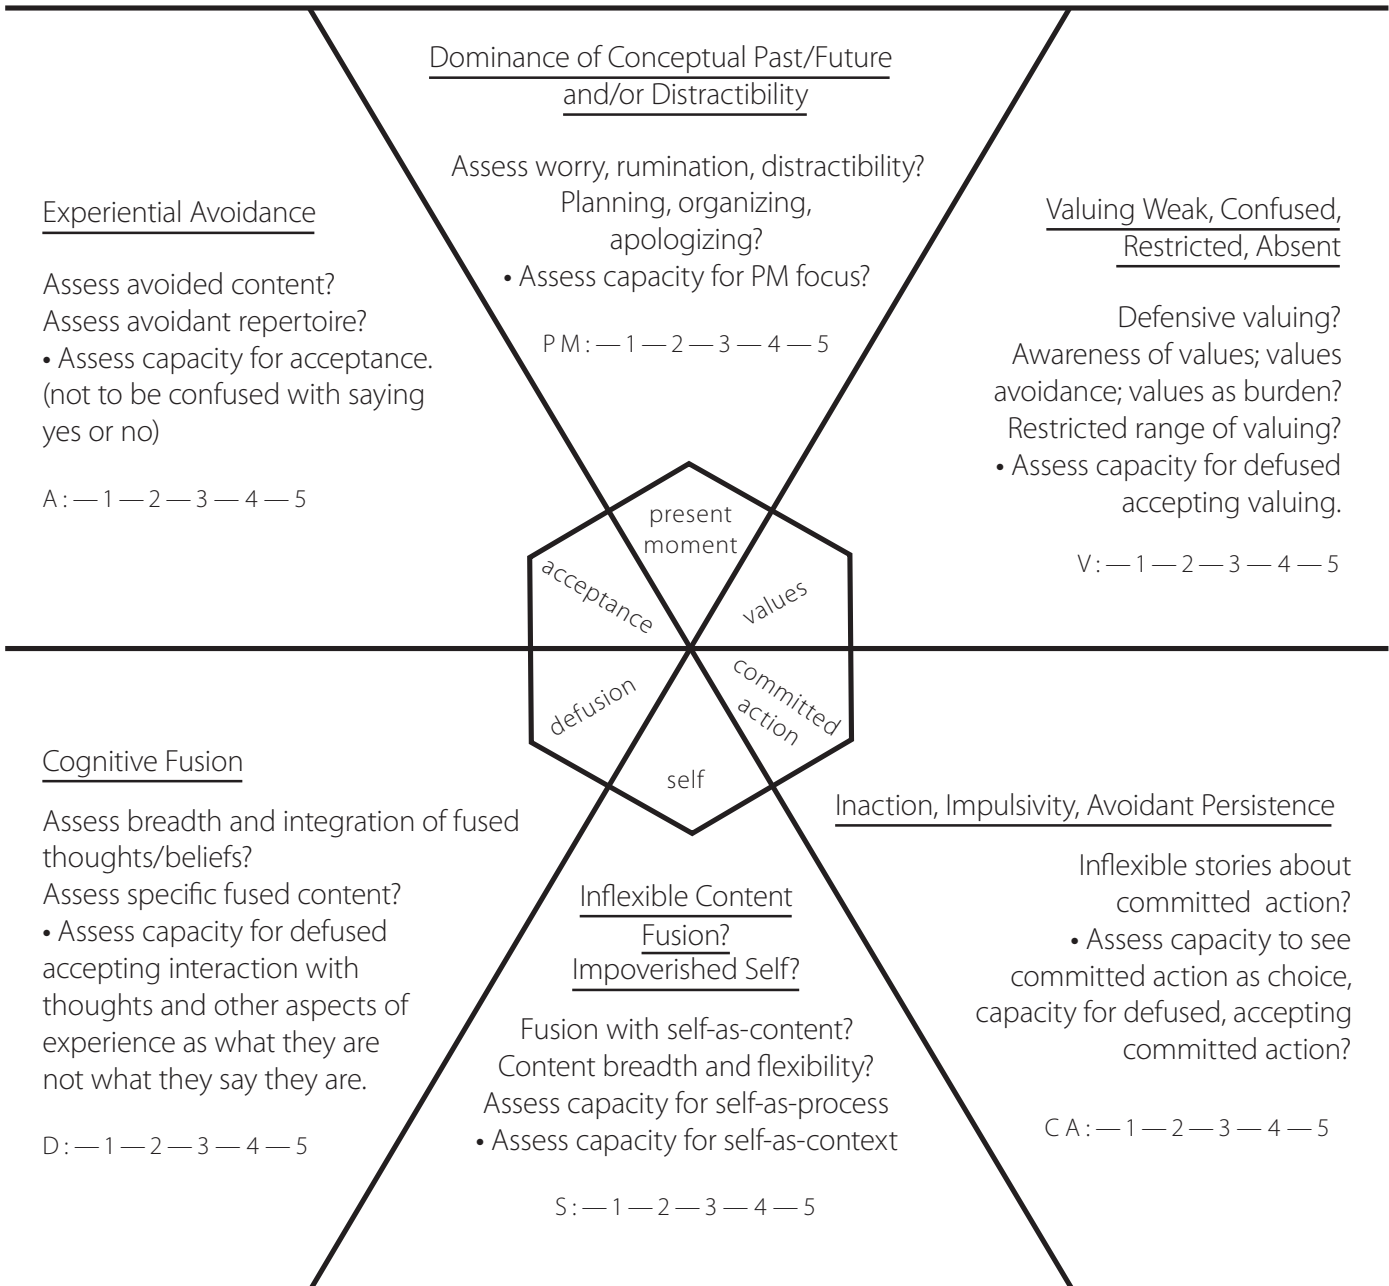 Dominance of Conceptual Past/Future
and/or Distractibility
Assess worry, rumination, distractibility?
Planning, organizing,
apologizing?
• Assess capacity for PM focus?
PM: — 1 — 2 — 3 — 4 — 5
Experiential Avoidance
Assess avoided content?
Assess avoidant repertoire?
• Assess capacity for acceptance.
(not to be confused with saying
yes or no)
A: — 1 — 2 — 3 — 4 — 5
Valuing Weak, Confused,
Restricted, Absent
Defensive valuing?
Awareness of values; values
avoidance; values as burden?
Restricted range of valuing?
• Assess capacity for defused
accepting valuing.
V: — 1 — 2 — 3 — 4 — 5
present
moment
acceptance
values
defusion
committed
action
self
Cognitive Fusion
Assess breadth and integration of fused
thoughts/beliefs?
Assess specific fused content?
• Assess capacity for defused
accepting interaction with
thoughts and other aspects of
experience as what they are
not what they say they are.
D: — 1 — 2 — 3 — 4 — 5
Inflexible Content
Fusion?
Impoverished Self?
Fusion with self-as-content?
Content breadth and flexibility?
Assess capacity for self-as-process
• Assess capacity for self-as-context
S: — 1 — 2 — 3 — 4 — 5
Inaction, Impulsivity, Avoidant Persistence
Inflexible stories about
committed action?
• Assess capacity to see
committed action as choice,
capacity for defused, accepting
committed action?
CA: — 1 — 2 — 3 — 4 — 5